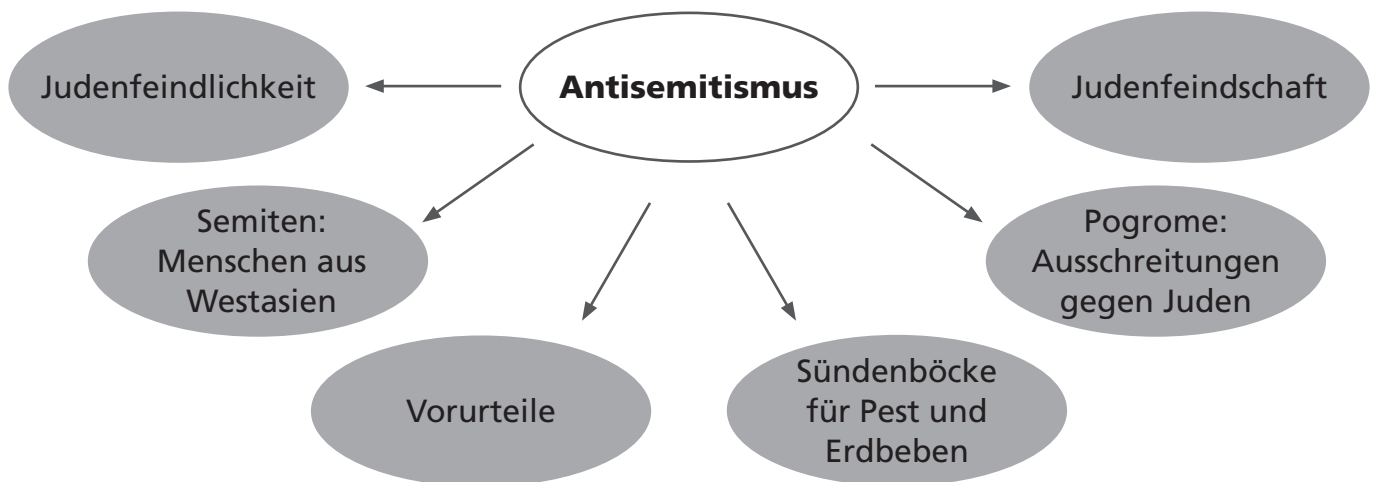 Judenfeindlichkeit
Antisemitismus
Judenfeindschaft
Semiten:
Menschen aus
Westasien
Pogrome:
Ausschreitungen
gegen Juden
Vorurteile
Sündenböcke
für Pest und
Erdbeben